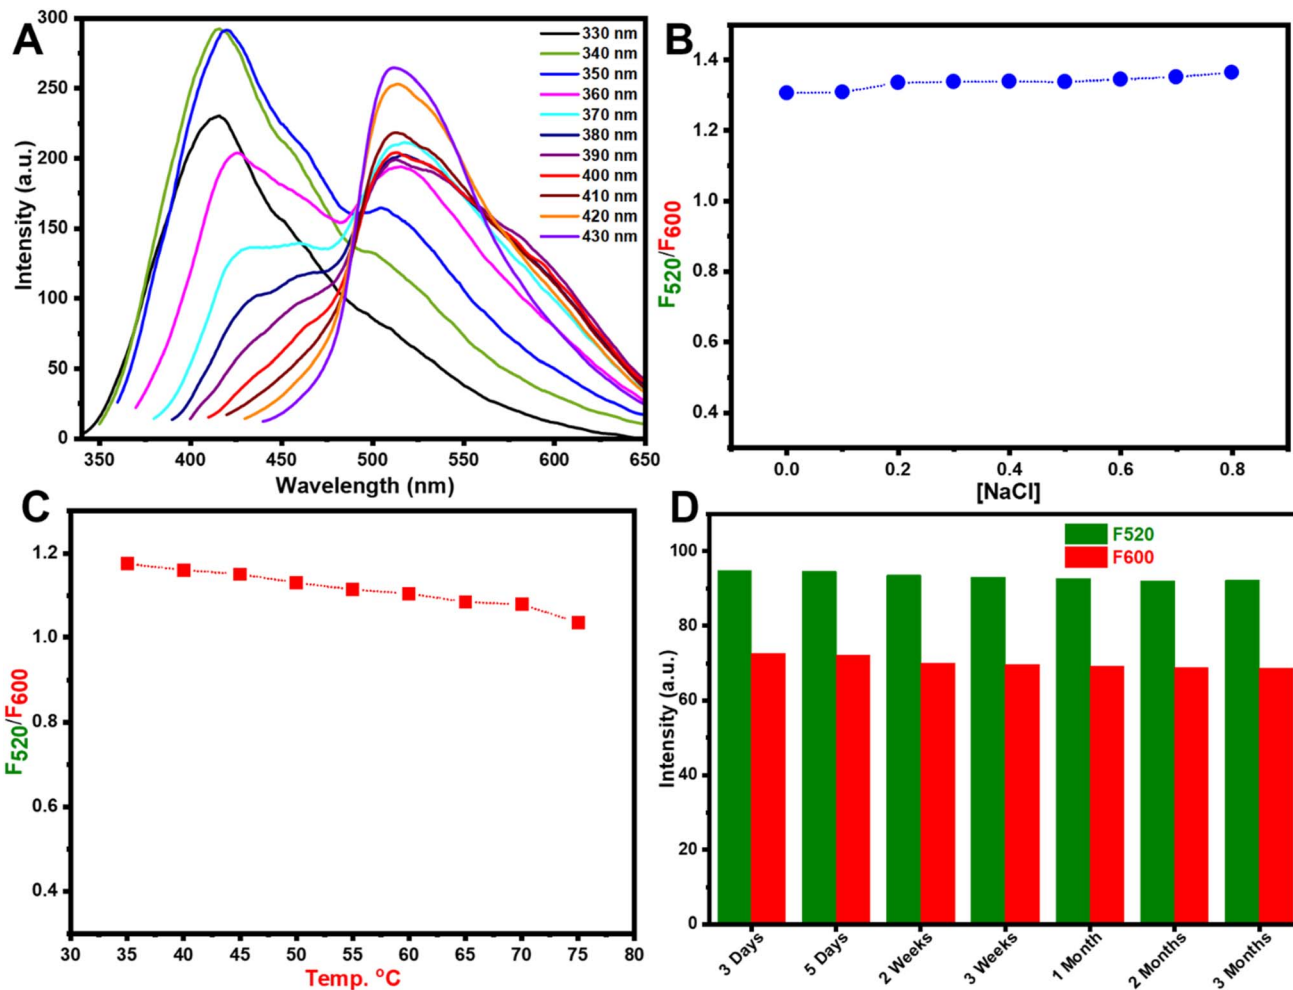 A
300
250
200
150
100
50
0
Intensity (a.u.)
350 400 450 500 550 600 650
Wavelength (nm)
330 nm
340 nm
350 nm
360 nm
370 nm
380 nm
390 nm
400 nm
410 nm
420 nm
430 nm
B
1.4
1.2
1.0
0.8
0.6
0.4
F520/F600
0.0 0.2 0.4 0.6 0.8
[NaCl]
C
1.2
1.0
0.8
0.6
0.4
F520/F600
30 35 40 45 50 55 60 65 70 75 80
Temp. ºC
D
F520
F600
100
80
60
40
20
0
Intensity (a.u.)
3 Days
5 Days
2 Weeks
3 Weeks
1 Month
2 Months
3 Months